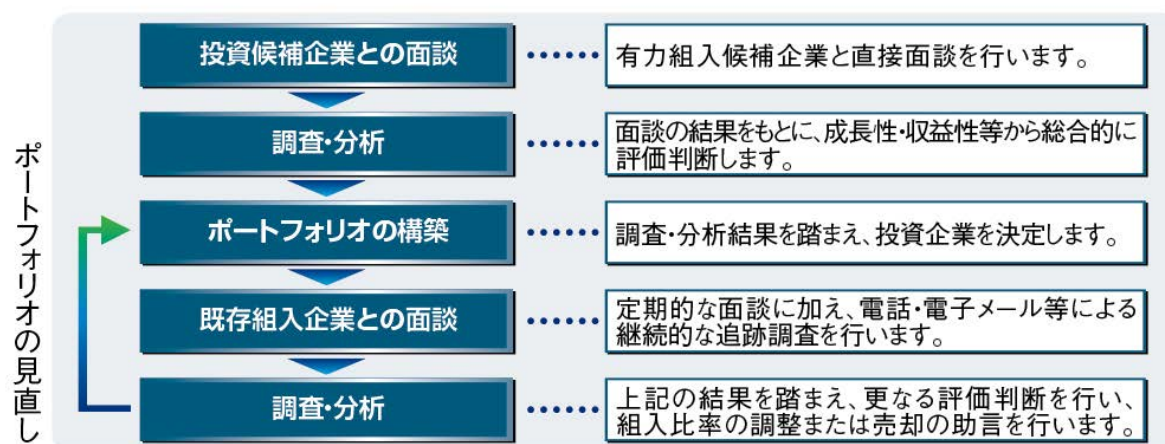 投資候補企業との面談
有力組入候補企業と直接面談を行います。
調査・分析
面談の結果をもとに、成長性・収益性等から総合的に
評価判断します。
ポートフォリオの構築
調査・分析結果を踏まえ、投資企業を決定します。
既存組入企業との面談
定期的な面談に加え、電話・電子メール等による
継続的な追跡調査を行います。
調査・分析
上記の結果を踏まえ、更なる評価判断を行い、
組入比率の調整または売却の助言を行います。
ポートフォリオの見直し